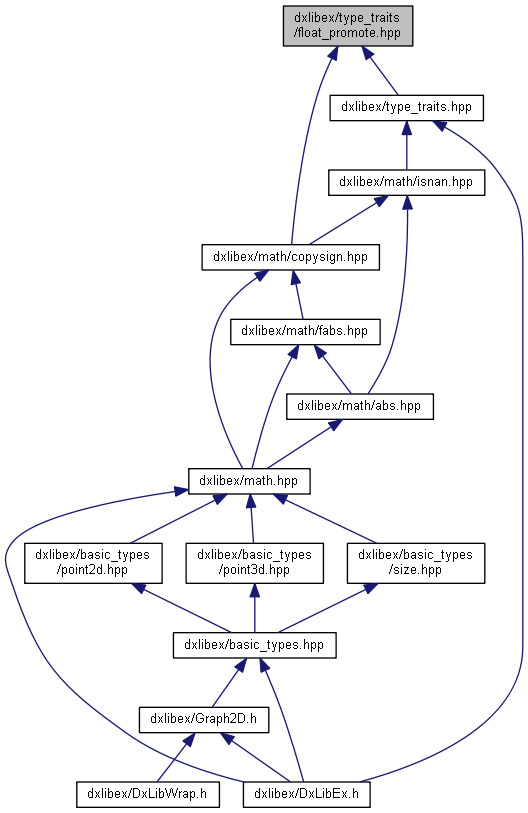 dxlibex/type_traits
/float_promote.hpp
dxlibex/type_traits.hpp
dxlibex/math/isnan.hpp
dxlibex/math/copysign.hpp
dxlibex/math/fabs.hpp
dxlibex/math/abs.hpp
dxlibex/math.hpp
dxlibex/basic_types
/point2d.hpp
dxlibex/basic_types
/point3d.hpp
dxlibex/basic_types
/size.hpp
dxlibex/basic_types.hpp
dxlibex/Graph2D.h
dxlibex/DxLibWrap.h
dxlibex/DxLibEx.h